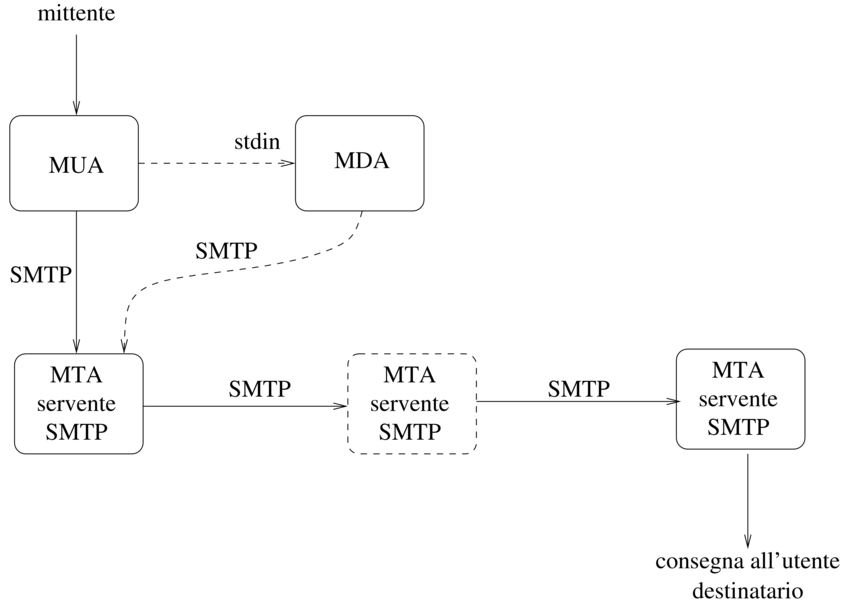 mittente
stdin
MUA
MDA
SMTP
SMTP
MTA
servente
SMTP
SMTP
MTA
servente
SMTP
SMTP
MTA
servente
SMTP
consegna all'utente
destinatario